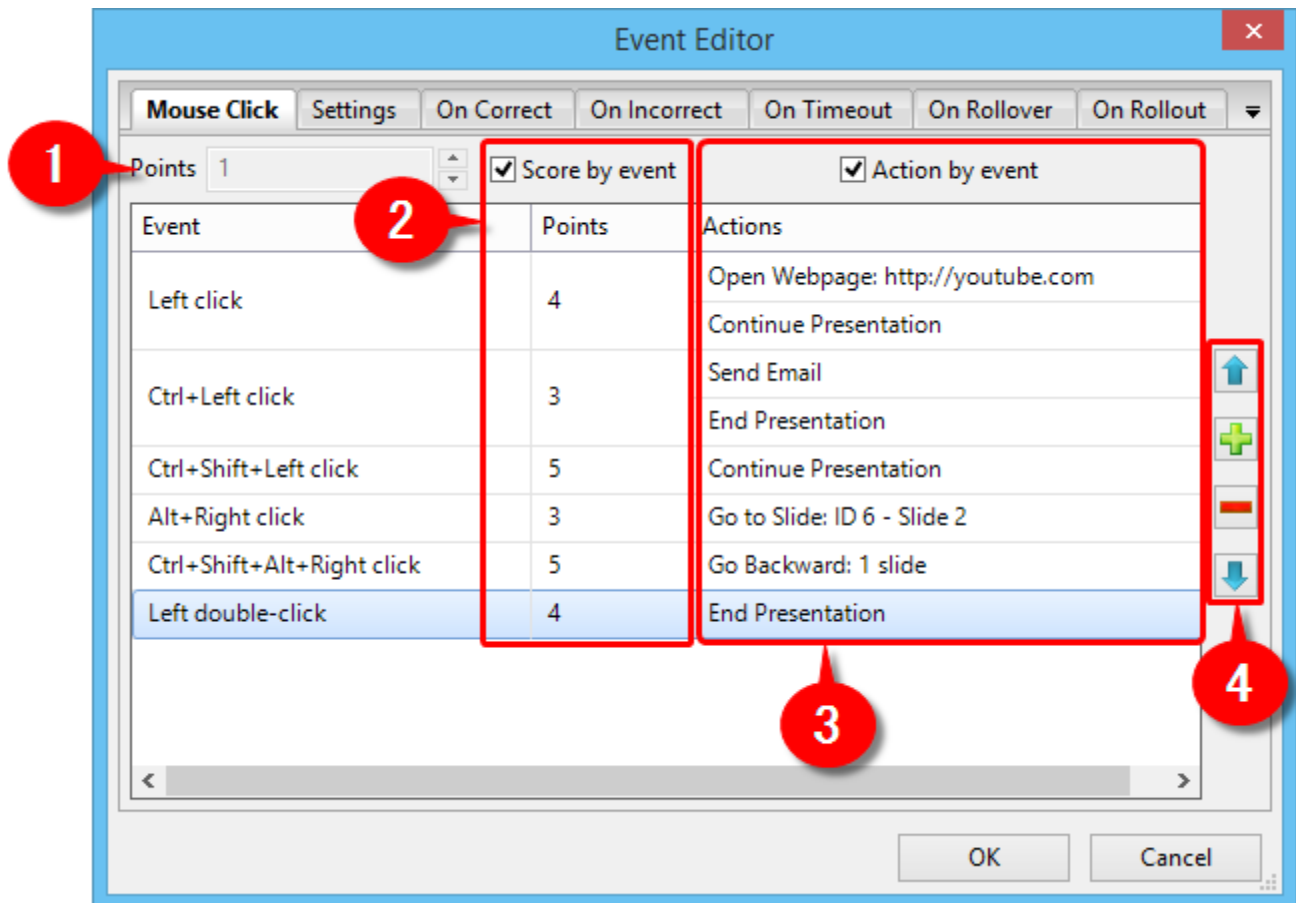 Event Editor
Mouse Click Settings On Correct On Incorrect On Timeout On Rollover On Rollout
1 Points 1 Score by event Action by event
2
Event Points Actions
Left click 4 Open Webpage: http://youtube.com
Continue Presentation
Ctrl+Left click 3 Send Email
End Presentation
Ctrl+Shift+Left click 5 Continue Presentation
Alt+Right click 3 Go to Slide: ID 6 - Slide 2
Ctrl+Shift+Alt+Right click 5 Go Backward: 1 slide
Left double-click 4 End Presentation
3
4
OK Cancel